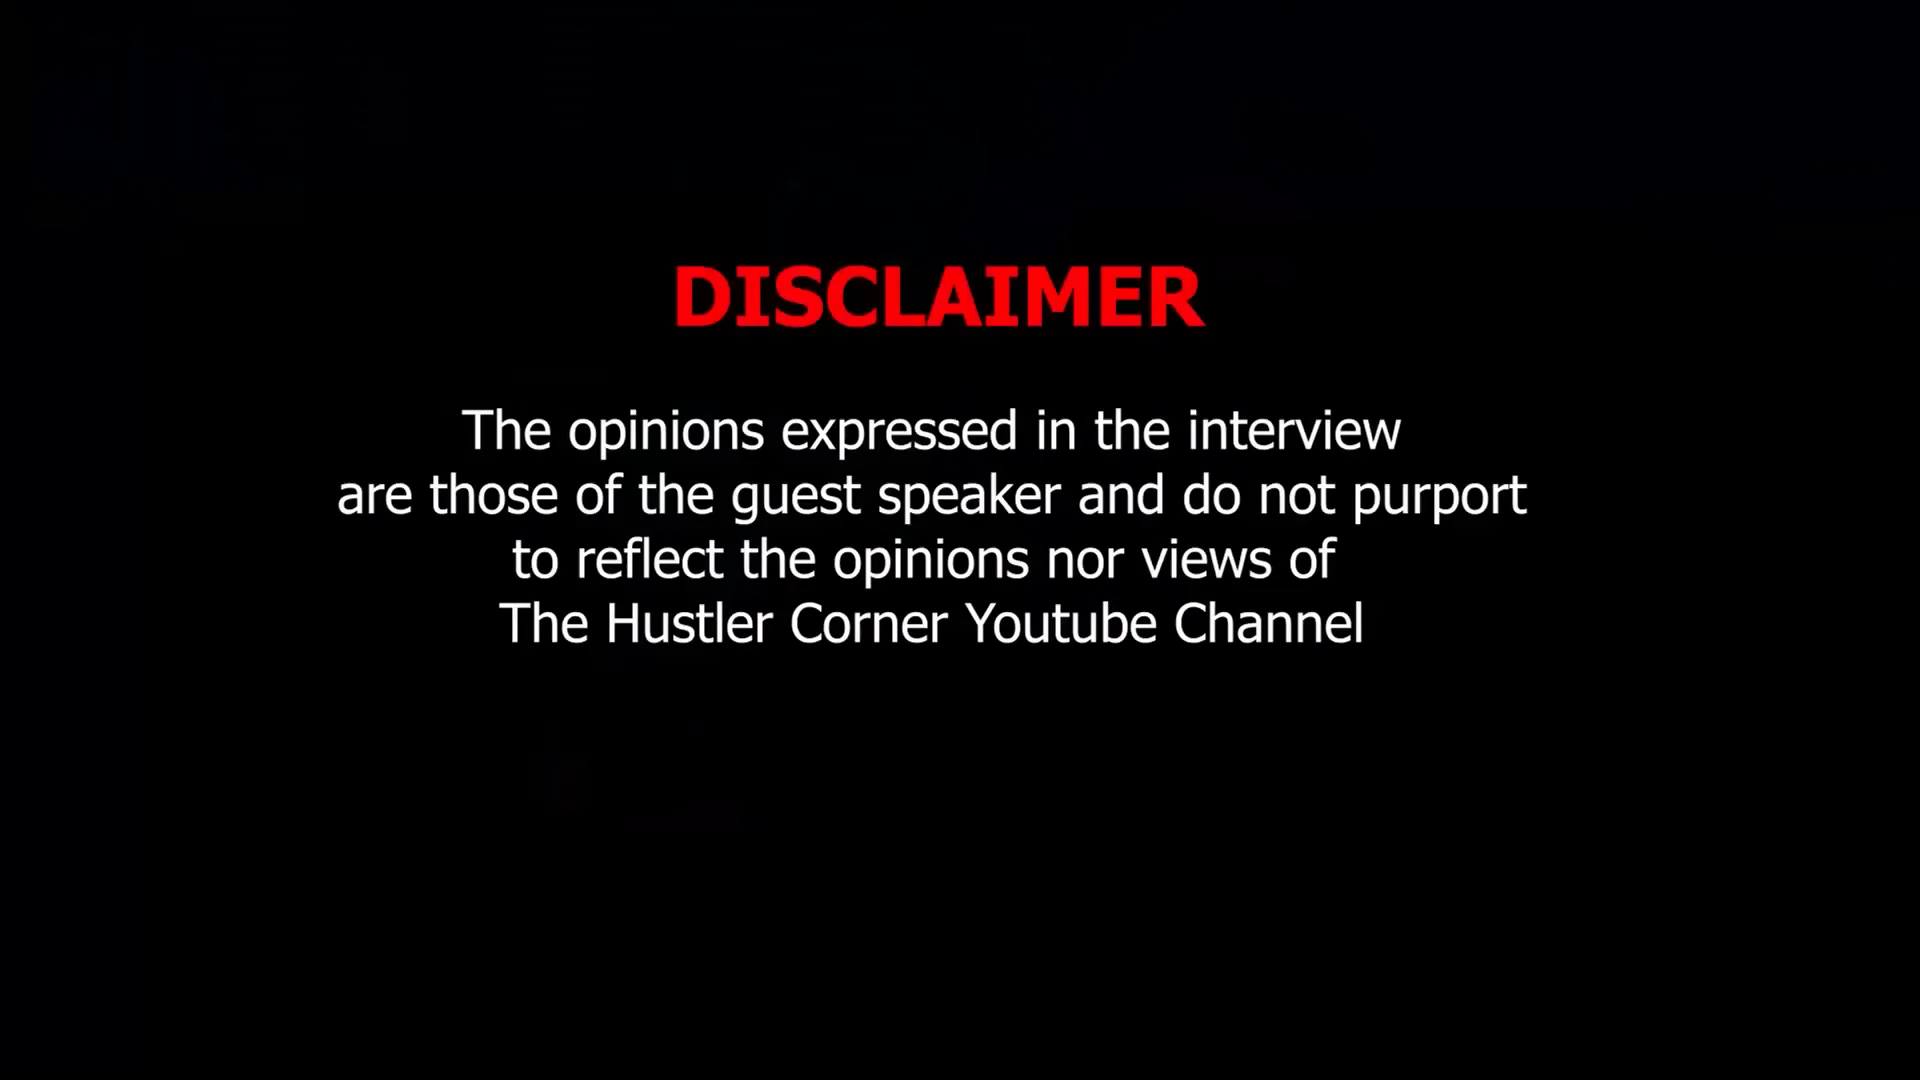 DISCLAIMER
The opinions expressed in the interview
are those of the guest speaker and do not purport
to reflect the opinions nor views of
The Hustler Corner Youtube Channel